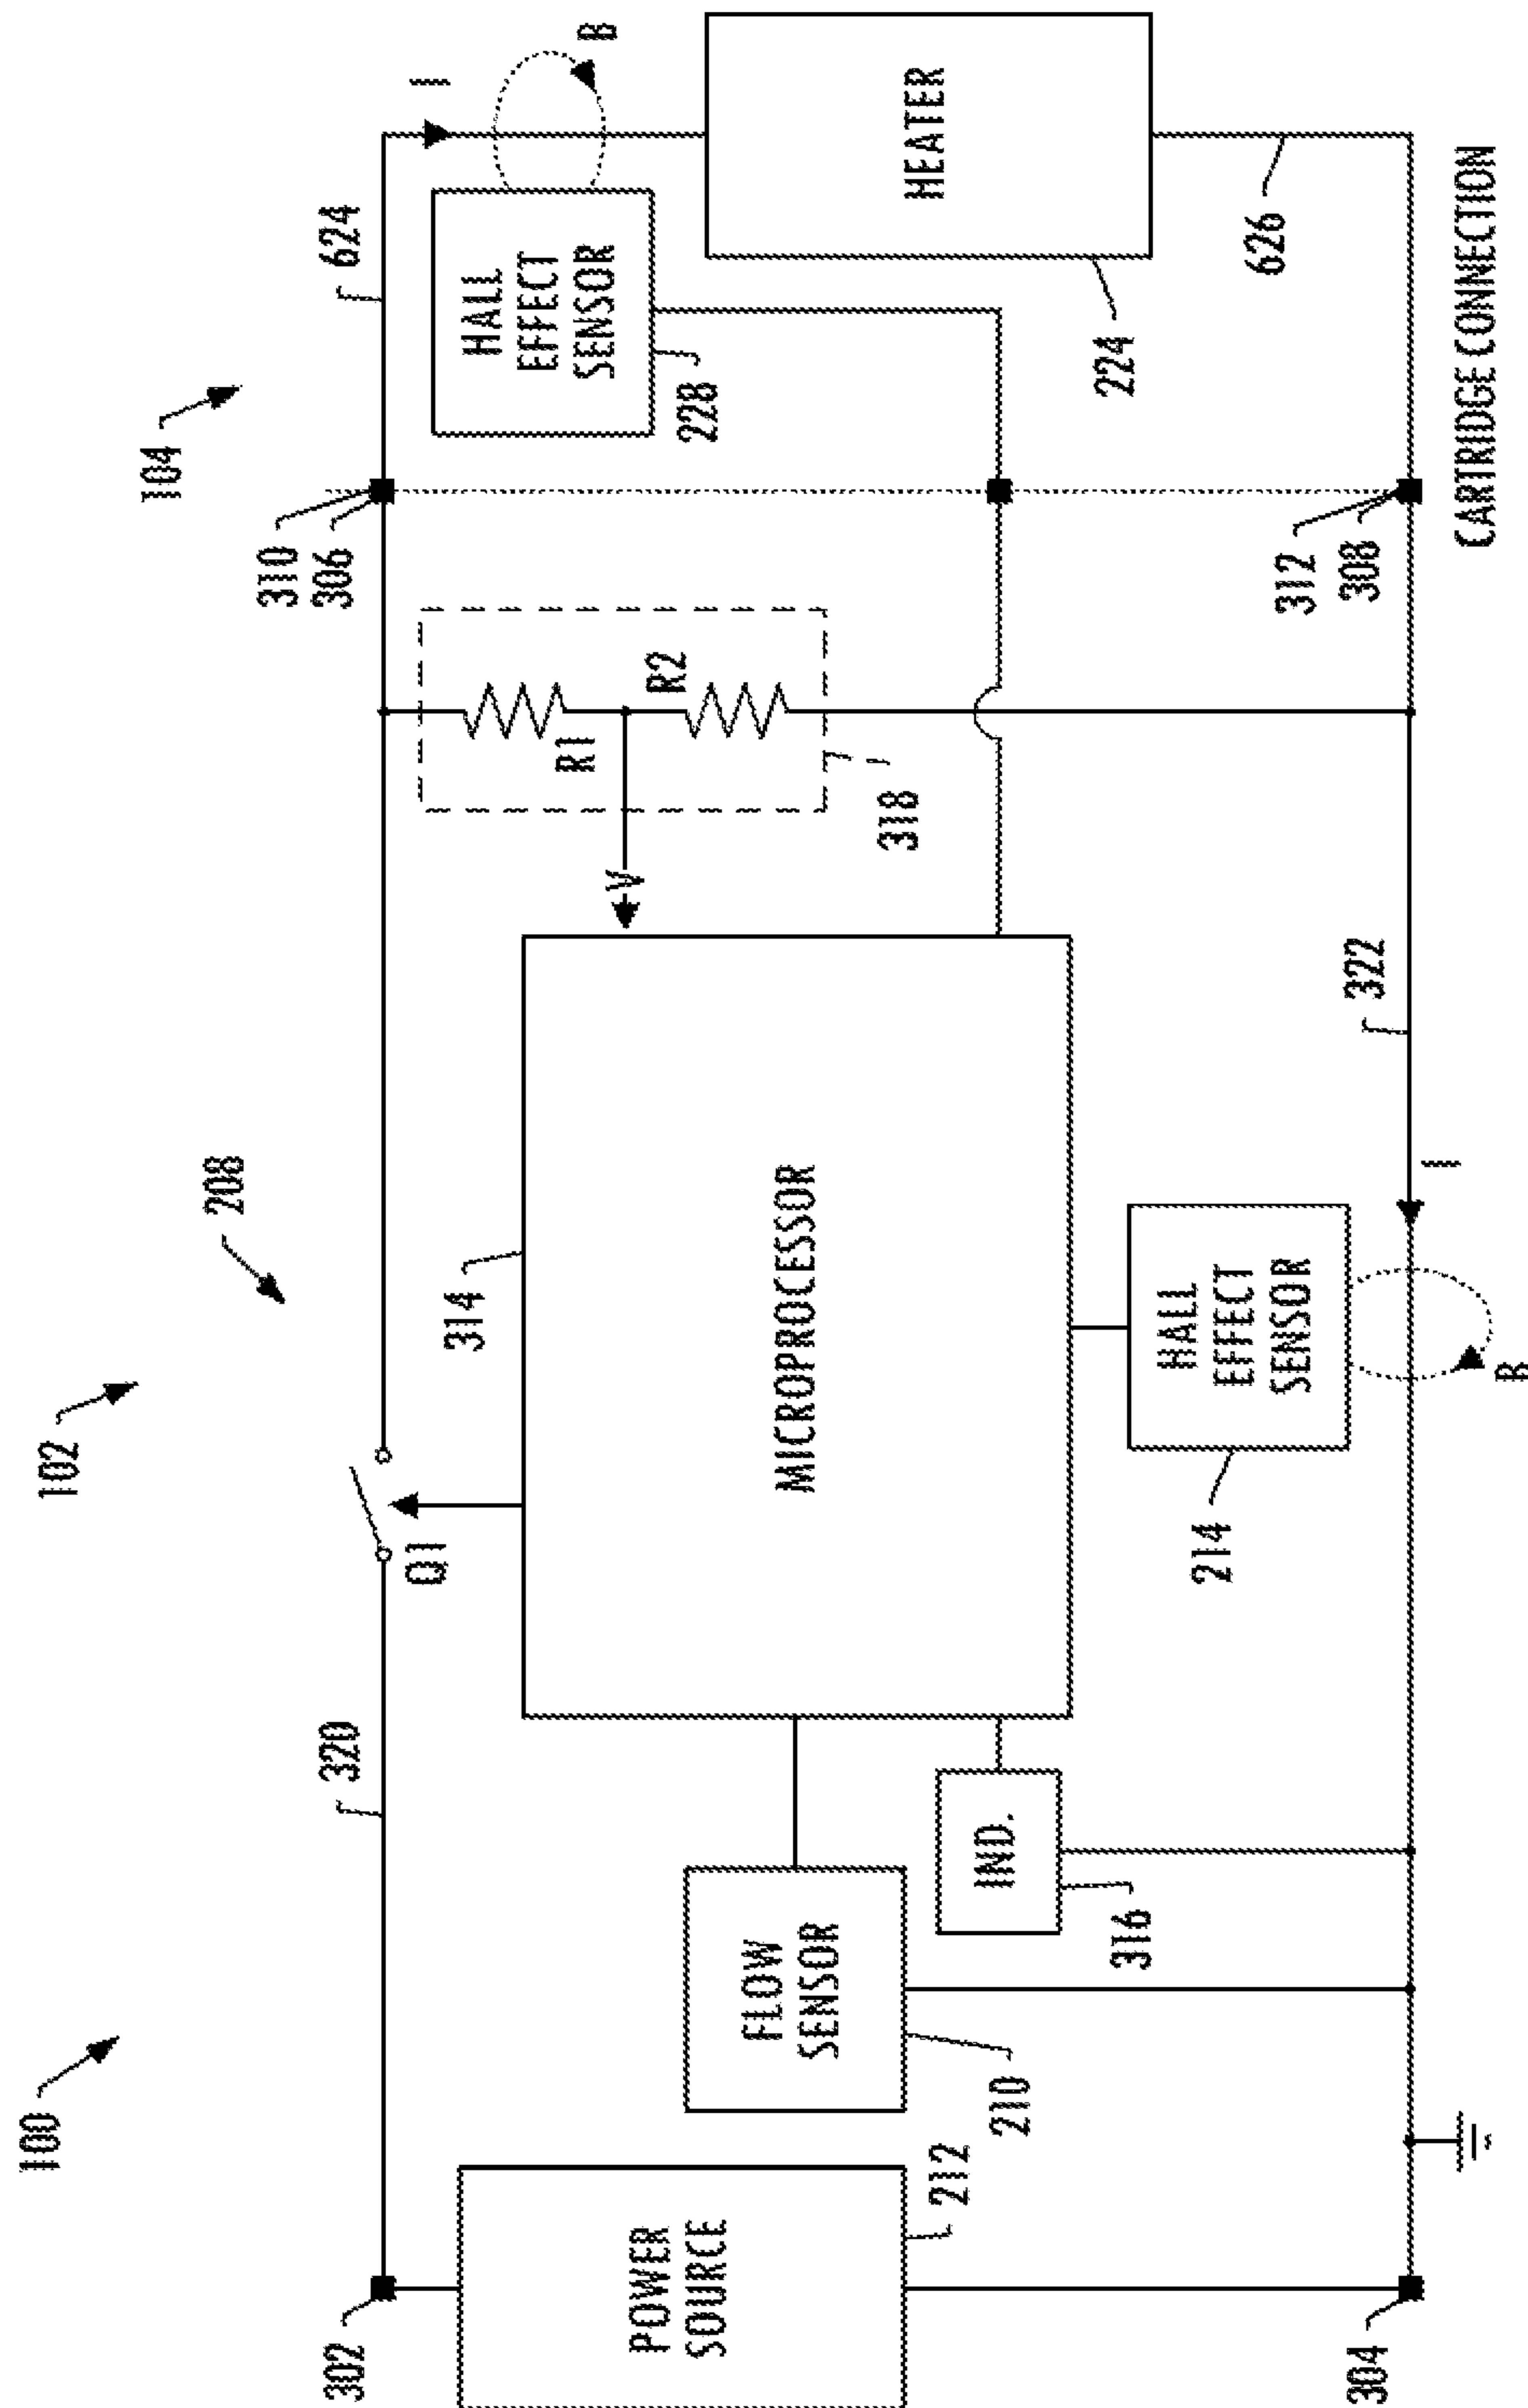 100
102
208
104
302
320
Q1
310
306
624
I
B
POWER
SOURCE
212
FLOW
SENSOR
210
IND.
316
314
MICROPROCESSOR
V
R1
R2
318
HALL
EFFECT
SENSOR
228
HEATER
224
626
HALL
EFFECT
SENSOR
214
I
B
322
312
308
304
CARTRIDGE CONNECTION